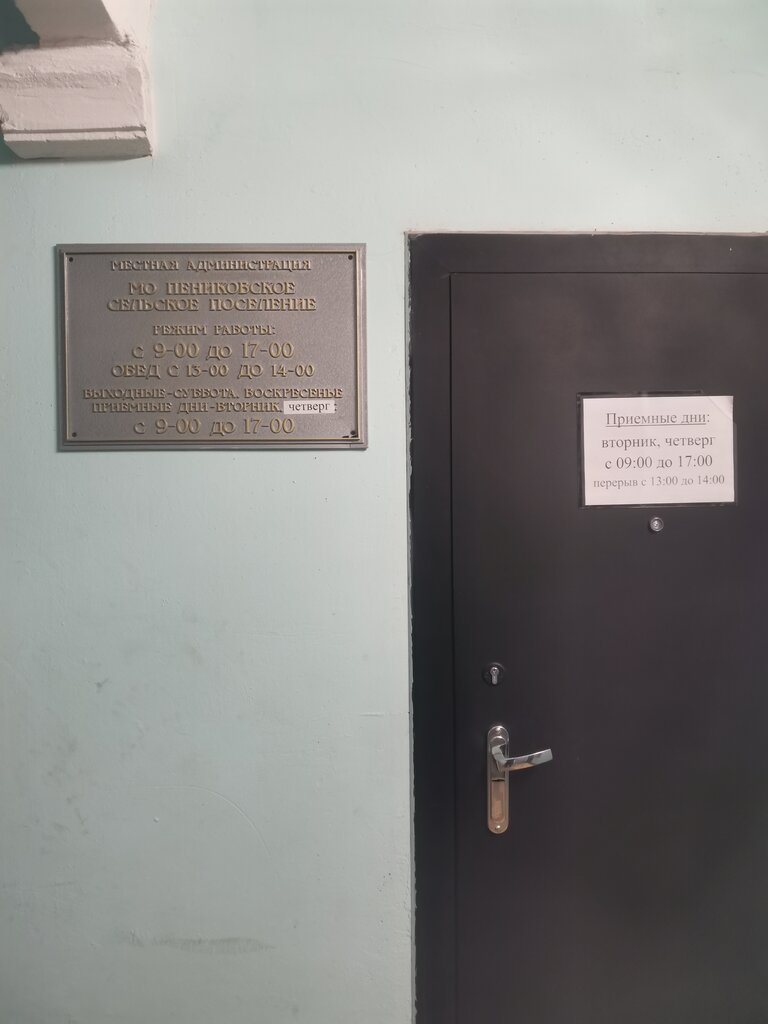 МЕСТНАЯ АДМИНИСТРАЦИЯ
МО ПЕНИКОВСКОЕ
СЕЛЬСКОЕ ПОСЕЛЕНИЕ
РЕЖИМ РАБОТЫ:
С 9-00 ДО 17-00
ОБЕД С 13-00 ДО 14-00
ВЫХОДНЫЕ-СУББОТА, ВОСКРЕСЕНЬЕ
ПРИЕМНЫЕ ДНИ-ВТОРНИК, четверг:
С 9-00 ДО 17-00
Приемные дни:
вторник, четверг
с 09:00 до 17:00
перерыв с 13:00 до 14:00